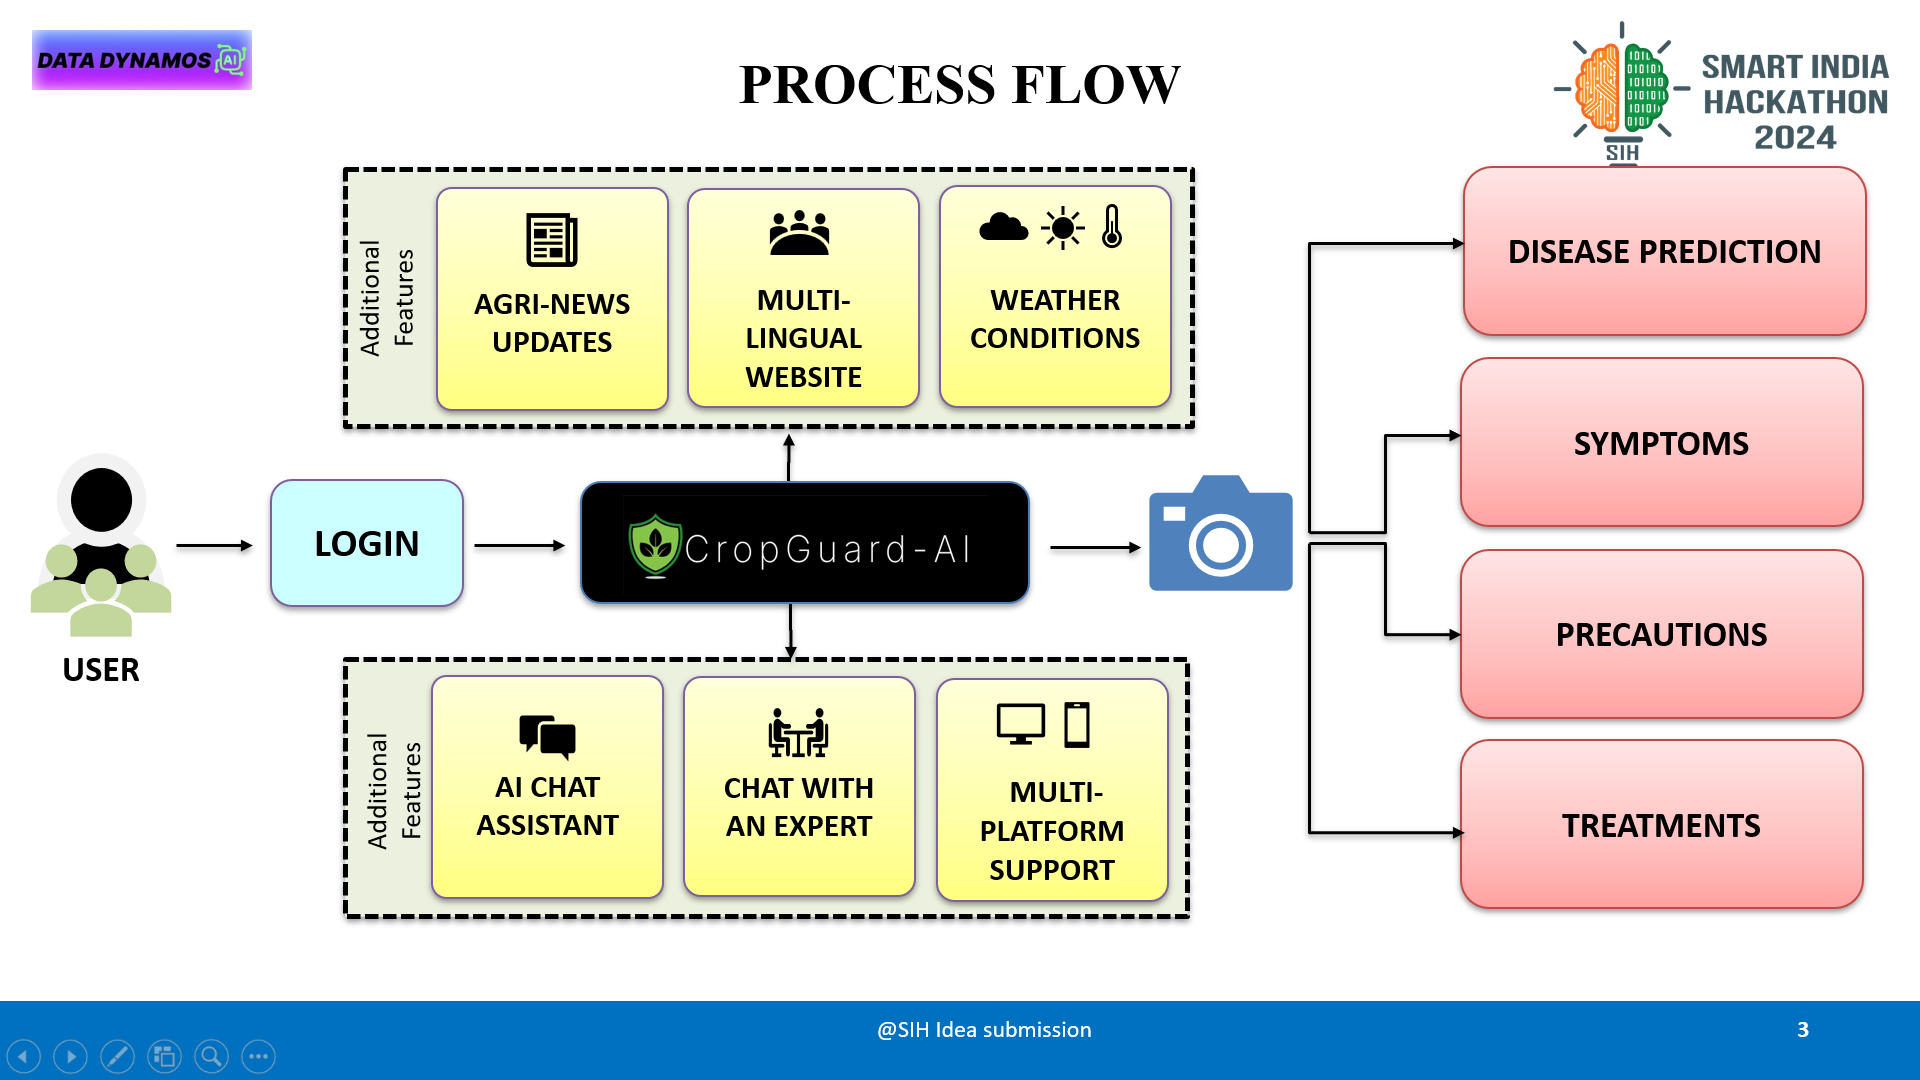 DATA DYNAMOS AI
PROCESS FLOW
SMART INDIA
HACKATHON
2024
SIH
Additional
Features
AGRI-NEWS
UPDATES
MULTI-
LINGUAL
WEBSITE
WEATHER
CONDITIONS
USER
LOGIN
CropGuard-AI
Additional
Features
AI CHAT
ASSISTANT
CHAT WITH
AN EXPERT
MULTI-
PLATFORM
SUPPORT
DISEASE PREDICTION
SYMPTOMS
PRECAUTIONS
TREATMENTS
@SIH Idea submission
3